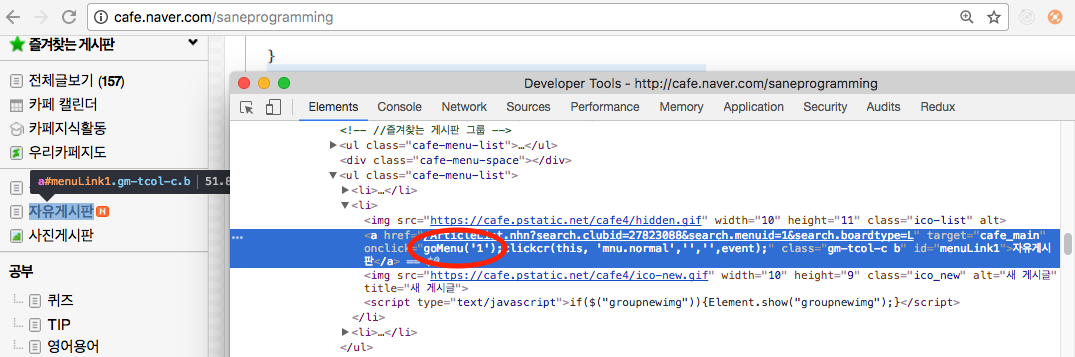 cafe.naver.com/saneprogramming
즐겨찾는 게시판
전체글보기 (157)
카페 캘린더
카페지식활동
우리카페지도
a#menuLink1.gm-tcol-c.b | 51.8
자유게시판 N
사진게시판
공부
퀴즈
TIP
영어용어
}
Developer Tools - http://cafe.naver.com/saneprogramming
Elements Console Network Sources Performance Memory Application Security Audits Redux
<!-- //즐겨찾는 게시판 그룹 -->
▶<ul class="cafe-menu-list">…</ul>
<div class="cafe-menu-space"></div>
▼<ul class="cafe-menu-list">
▶<li>…</li>
▼<li>
<img src="https://cafe.pstatic.net/cafe4/hidden.gif" width="10" height="11" class="ico-list" alt>
… <a href="/ArticleList.nhn?search.clubid=27823088&search.menuid=1&search.boardtype=L" target="cafe_main"
onclick="goMenu('1');clickcr(this, 'mnu.normal','','',event);" class="gm-tcol-c b" id="menuLink1">자유게시
판</a> == $0
<img src="https://cafe.pstatic.net/cafe4/ico-new.gif" width="10" height="9" class="ico_new" alt="새 게시글"
title="새 게시글">
<script type="text/javascript">if($("groupnewimg")){Element.show("groupnewimg");}</script>
</li>
▶<li>…</li>
</ul>